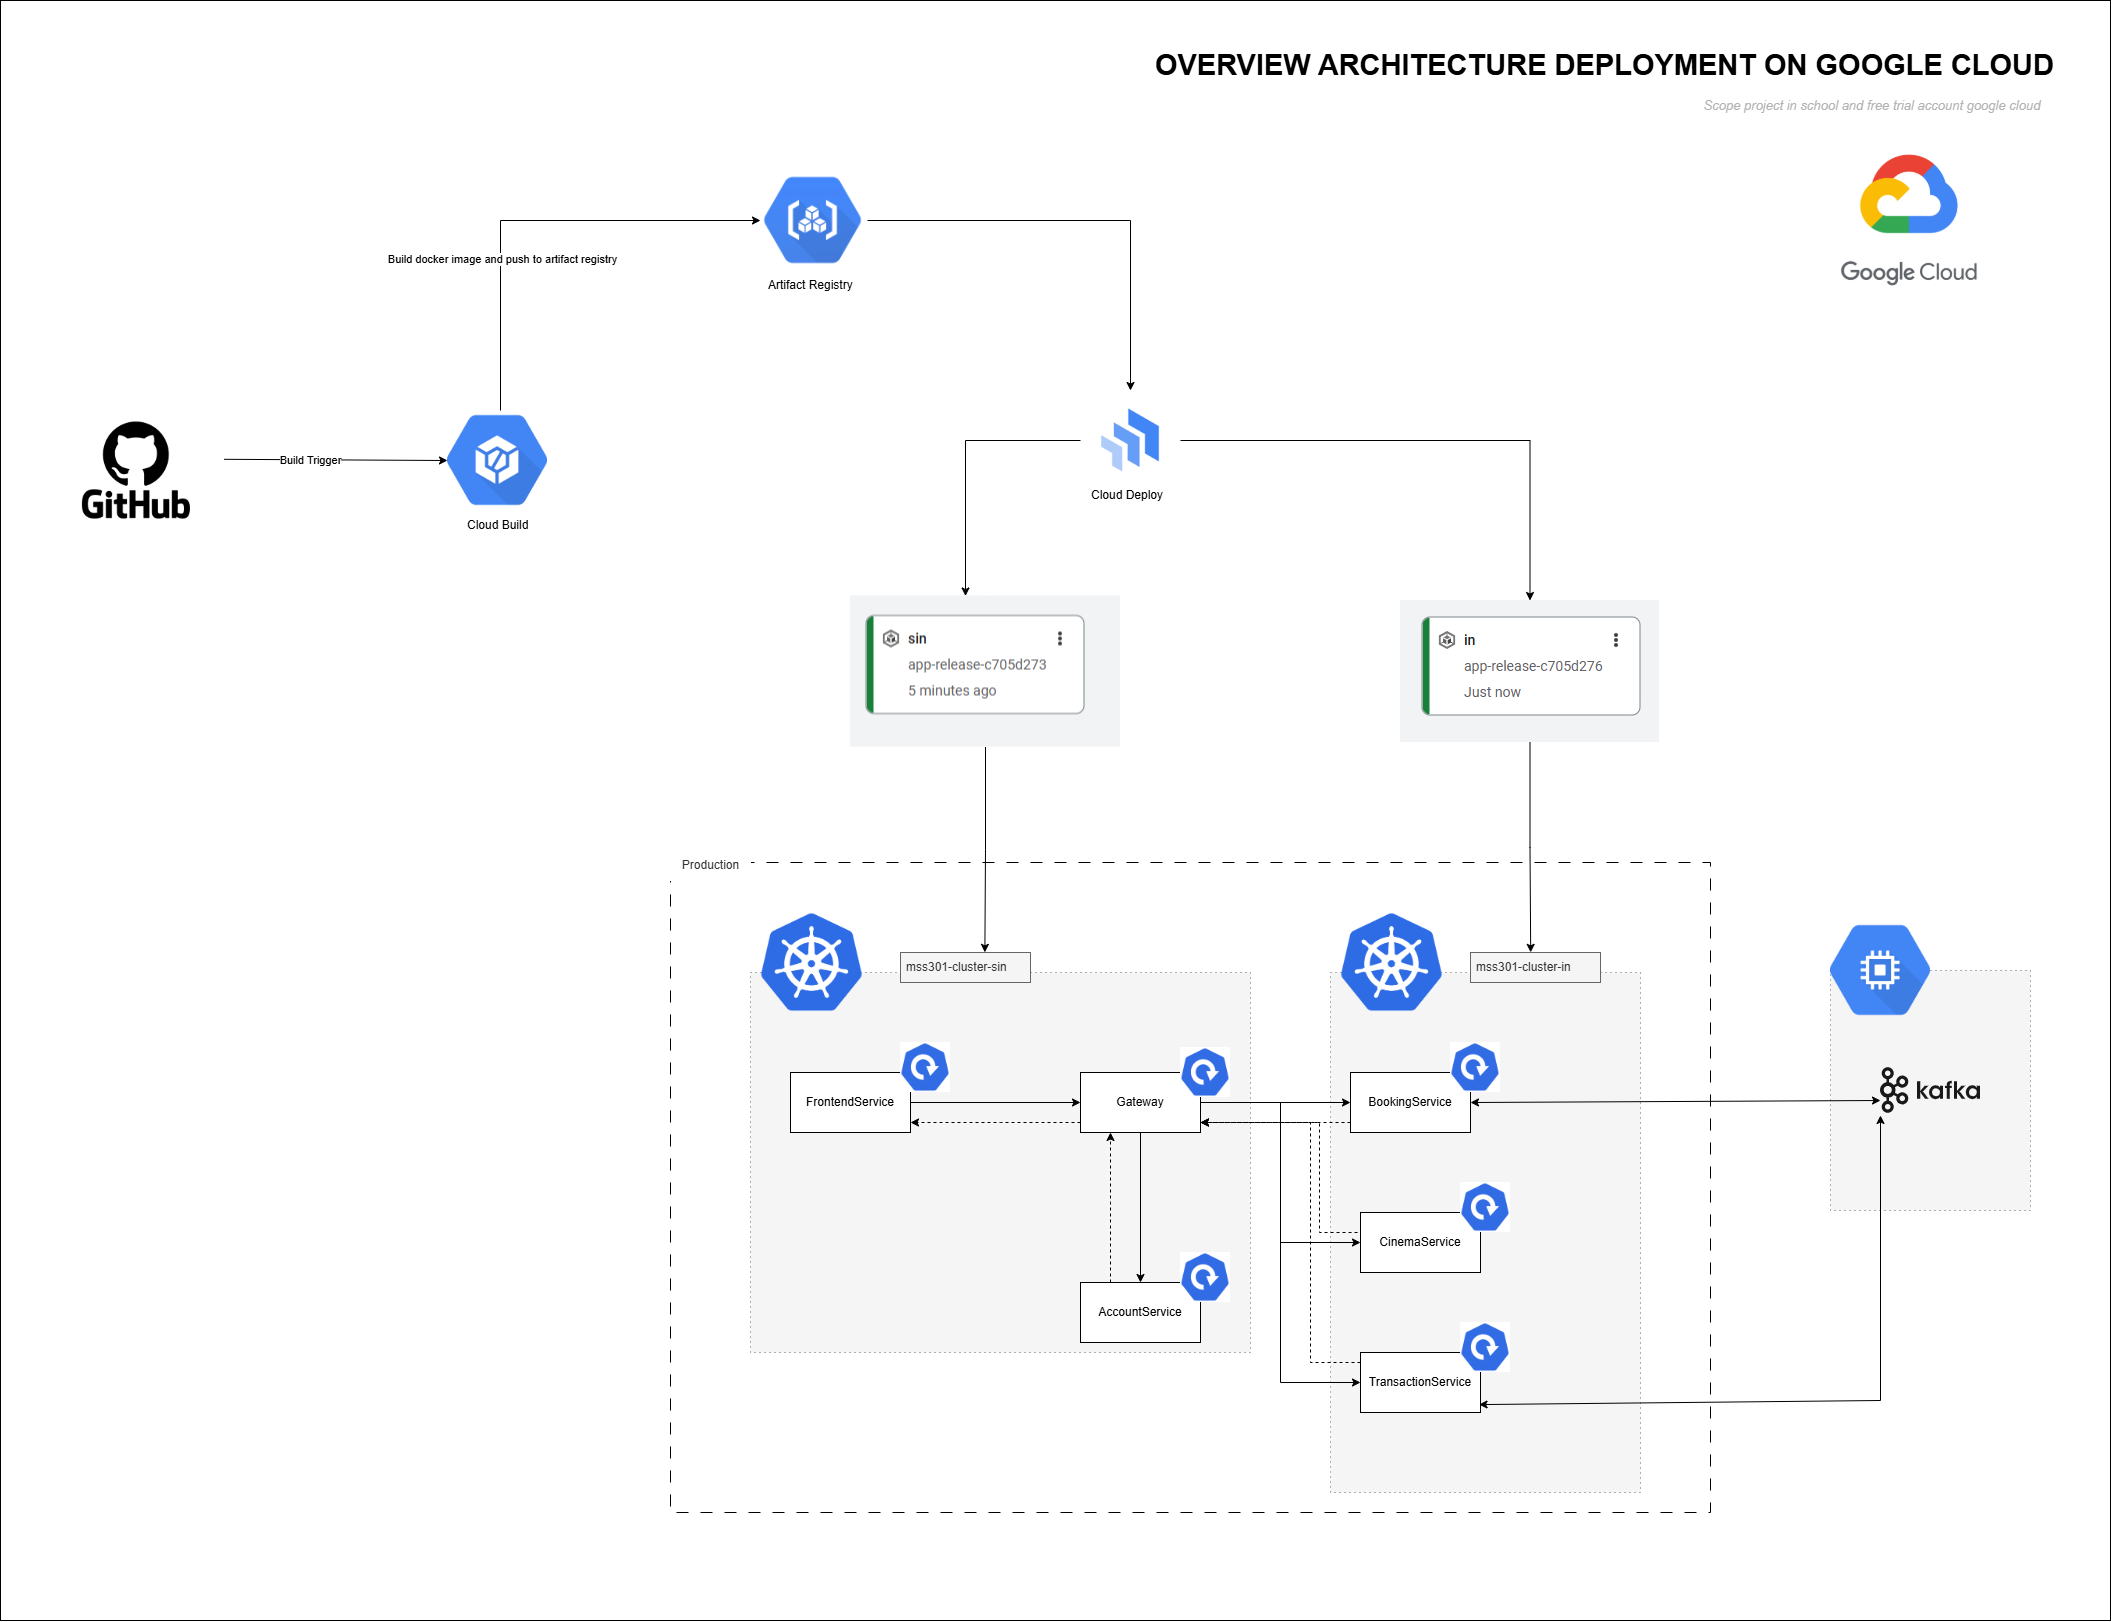 OVERVIEW ARCHITECTURE DEPLOYMENT ON GOOGLE CLOUD
Scope project in school and free trial account google cloud
Google Cloud
Build docker image and push to artifact registry
Artifact Registry
GitHub
Build Trigger
Cloud Build
Cloud Deploy
sin
app-release-c705d273
5 minutes ago
in
app-release-c705d276
Just now
Production
mss301-cluster-sin
mss301-cluster-in
FrontendService
Gateway
BookingService
kafka
CinemaService
AccountService
TransactionService